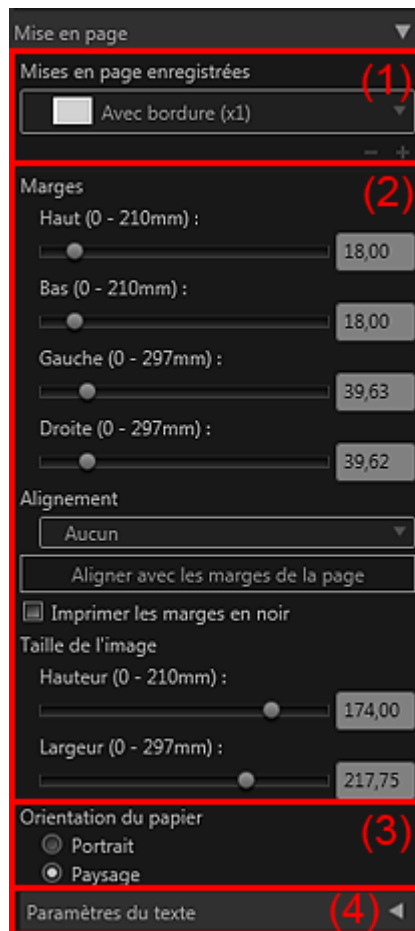 Mise en page
Mises en page enregistrées
(1)
Avec bordure (x1)
- +
Marges
(2)
Haut (0 - 210mm) :
18,00
Bas (0 - 210mm) :
18,00
Gauche (0 - 297mm) :
39,63
Droite (0 - 297mm) :
39,62
Alignement
Aucun
Aligner avec les marges de la page
Imprimer les marges en noir
Taille de l'image
Hauteur (0 - 210mm) :
174,00
Largeur (0 - 297mm) :
217,75
Orientation du papier
(3)
Portrait
Paysage
Paramètres du texte
(4)